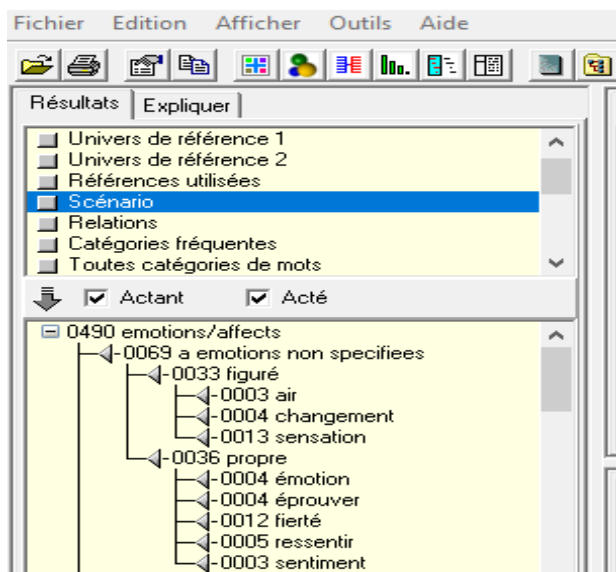 Fichier Edition Afficher Outils Aide
Résultats Expliquer
Univers de référence 1
Univers de référence 2
Références utilisées
Scénario
Relations
Catégories fréquentes
Toutes catégories de mots
Actant Acté
0490 emotions/affects
0069 a emotions non specifiees
0033 figuré
0003 air
0004 changement
0013 sensation
0036 propre
0004 émotion
0004 éprouver
0012 fierté
0005 ressentir
0003 sentiment